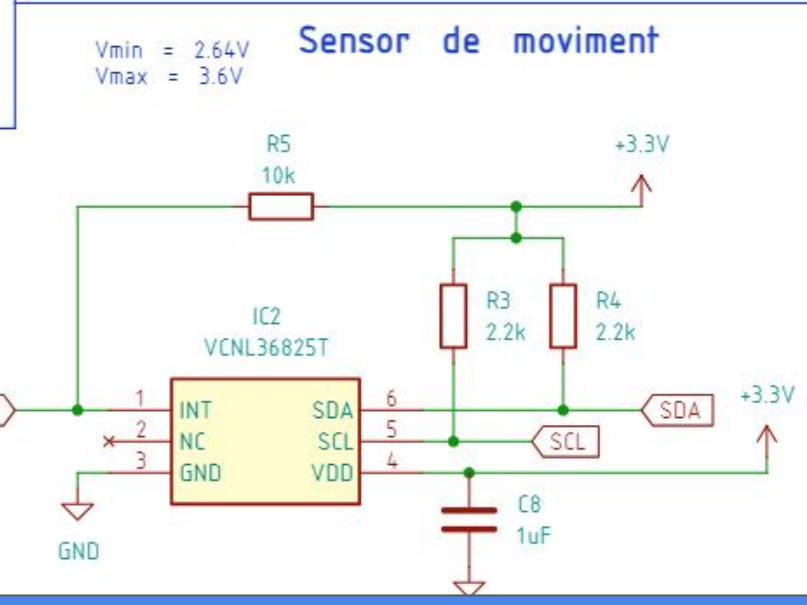 Sensor de moviment
Vmin = 2.64V
Vmax = 3.6V
R5
10k
+3.3V
R3
2.2k
R4
2.2k
IC2
VCNL36825T
1
INT
SDA
6
SDA
+3.3V
2
NC
SCL
5
SCL
3
GND
VDD
4
C8
1uF
GND